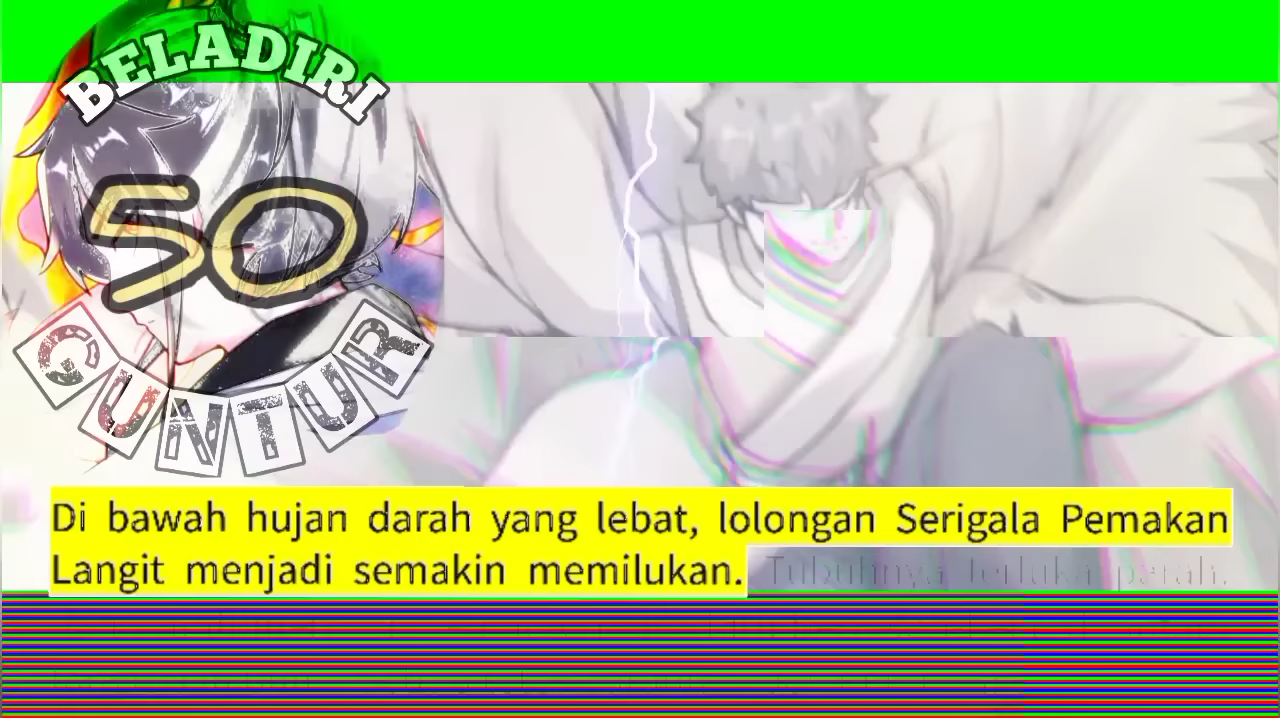 BELADIRI
50
GUNTUR
Di bawah hujan darah yang lebat, lolongan Serigala Pemakan
Langit menjadi semakin memilukan. Tubuhnya terluka parah.